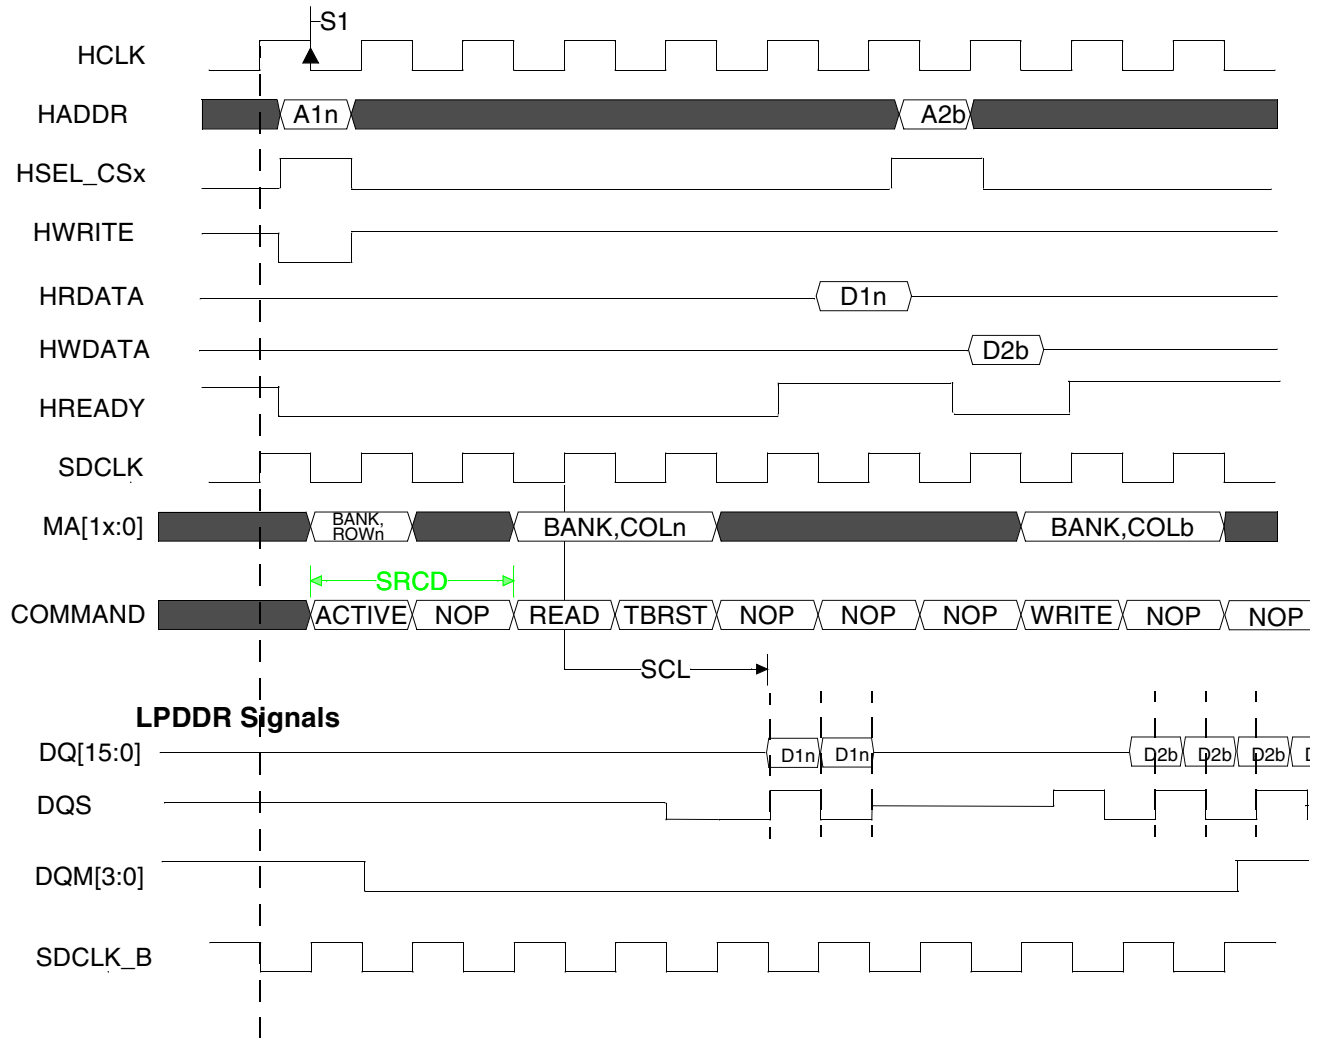 S1
HCLK
HADDR A1n A2b
HSEL_CSx
HWRITE
HRDATA D1n
HWDATA D2b
HREADY
SDCLK
MA[1x:0] BANK, ROWn BANK,COLn BANK,COLb
SRCD
COMMAND ACTIVE NOP READ TBRST NOP NOP NOP WRITE NOP NOP
SCL
LPDDR Signals
DQ[15:0] D1n D1n D2b D2b D2b
DQS
DQM[3:0]
SDCLK_B